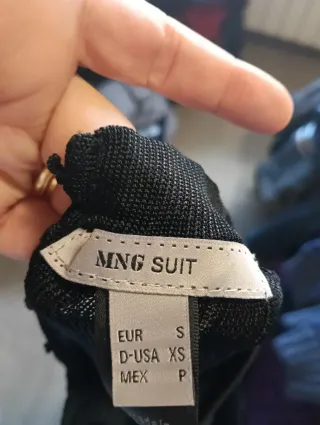 MNG SUIT
EUR S
D-USA XS
MEX P